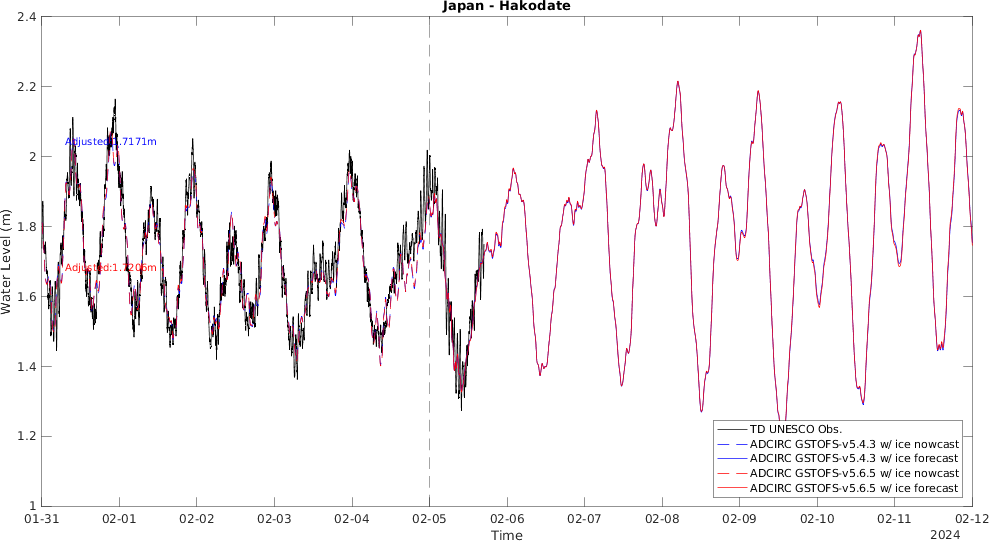 Japan - Hakodate
2.4
2.2
2
1.8
1.6
1.4
1.2
1
Water Level (m)
Adjusted:1.7171m
Adjusted:1.7206m
TD UNESCO Obs.
ADCIRC GSTOFS-v5.4.3 w/ ice nowcast
ADCIRC GSTOFS-v5.4.3 w/ ice forecast
ADCIRC GSTOFS-v5.6.5 w/ ice nowcast
ADCIRC GSTOFS-v5.6.5 w/ ice forecast
01-31 02-01 02-02 02-03 02-04 02-05 02-06 02-07 02-08 02-09 02-10 02-11 02-12
Time
2024